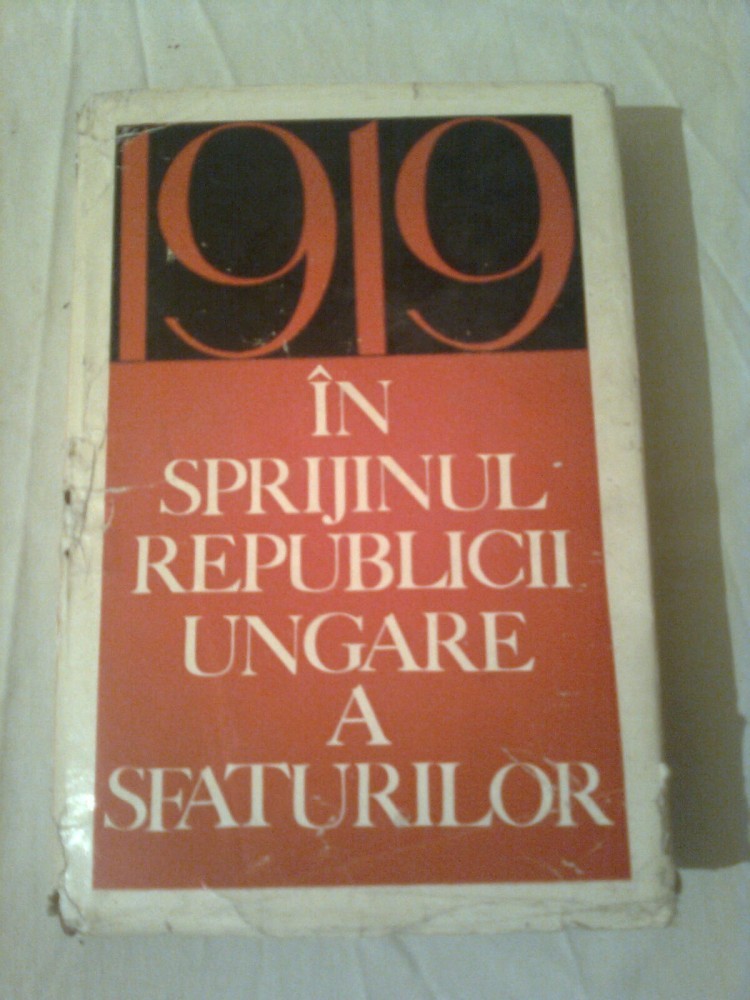 1919
ÎN
SPRIJINUL
REPUBLICII
UNGARE
A
SFATURILOR